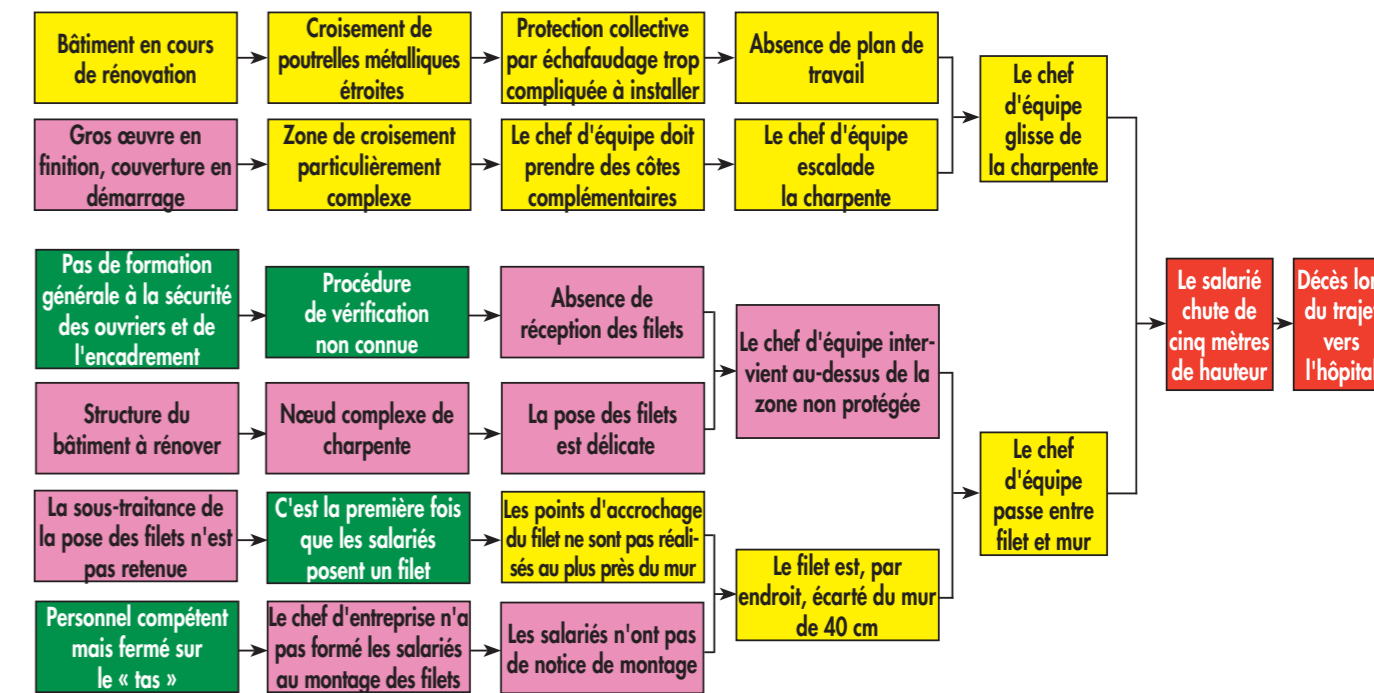 Bâtiment en cours
de rénovation
Croisement de
poutrelles métalliques
étroites
Protection collective
par échafaudage trop
compliquée à installer
Absence de plan de
travail
Gros œuvre en
finition, couverture en
démarrage
Zone de croisement
particulièrement
complexe
Le chef d'équipe doit
prendre des côtes
complémentaires
Le chef d'équipe
escalade
la charpente
Le chef
d'équipe
glisse de
la charpente
Pas de formation
générale à la sécurité
des ouvriers et de
l'encadrement
Procédure
de vérification
non connue
Absence de
réception des filets
Structure du
bâtiment à rénover
Nœud complexe de
charpente
La pose des filets
est délicate
Le chef d'équipe inter-
vient au-dessus de la
zone non protégée
La sous-traitance de
la pose des filets n'est
pas retenue
C'est la première fois
que les salariés
posent un filet
Les points d'accrochage
du filet ne sont pas réali-
sés au plus près du mur
Personnel compétent
mais fermé sur
le « tas »
Le chef d'entreprise n'a
pas formé les salariés
au montage des filets
Les salariés n'ont pas
de notice de montage
Le filet est, par
endroit, écarté du mur
de 40 cm
Le chef
d'équipe
passe entre
filet et mur
Le salarié
chute de
cinq mètres
de hauteur
Décès lor
du traje
vers
l'hôpital